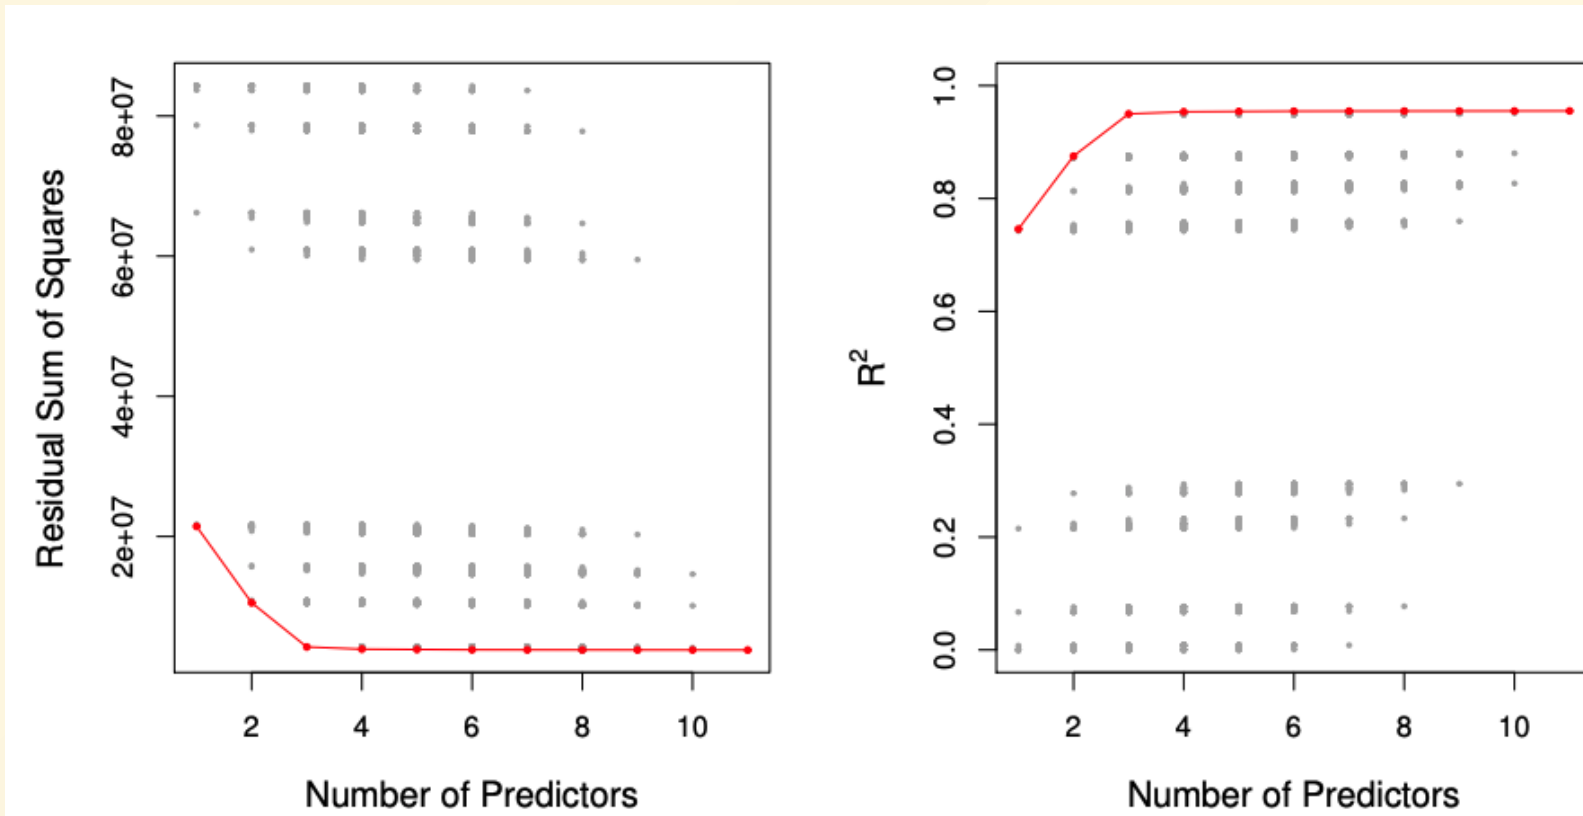 Residual Sum of Squares
8e+07
6e+07
4e+07
2e+07
2 4 6 8 10
Number of Predictors
R²
1.0
0.8
0.6
0.4
0.2
0.0
2 4 6 8 10
Number of Predictors